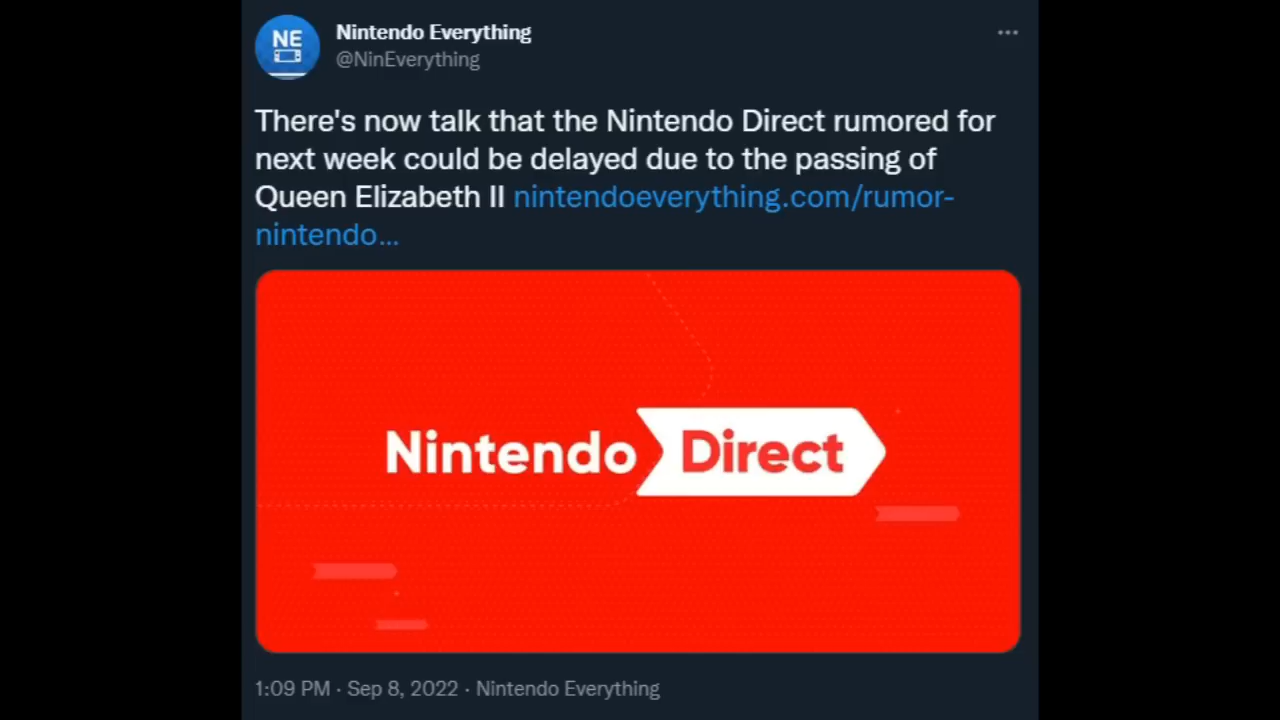 NE
Nintendo Everything
@NinEverything
There's now talk that the Nintendo Direct rumored for
next week could be delayed due to the passing of
Queen Elizabeth II nintendoeverything.com/rumor-
nintendo...
Nintendo Direct
1:09 PM · Sep 8, 2022 · Nintendo Everything